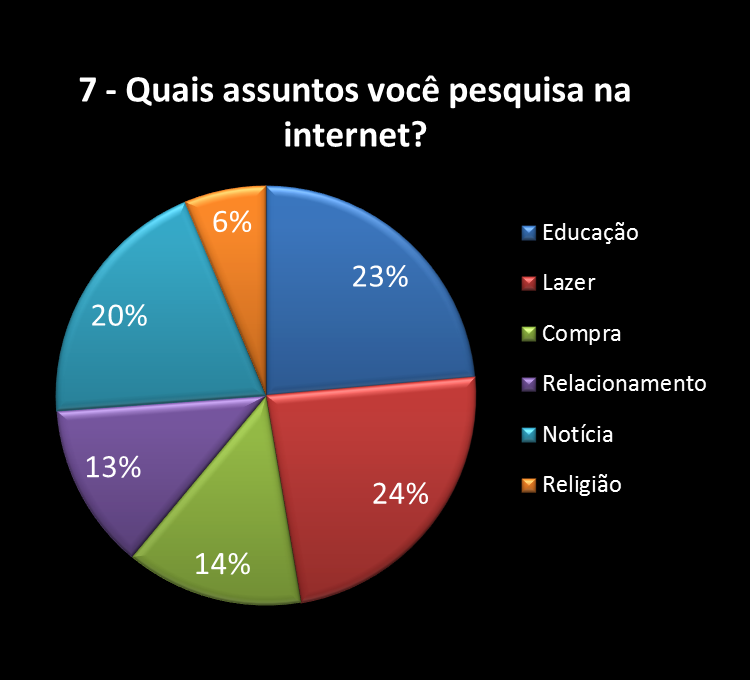 7 - Quais assuntos você pesquisa na
internet?
6%
23%
20%
13%
24%
14%
Educação
Lazer
Compra
Relacionamento
Notícia
Religião